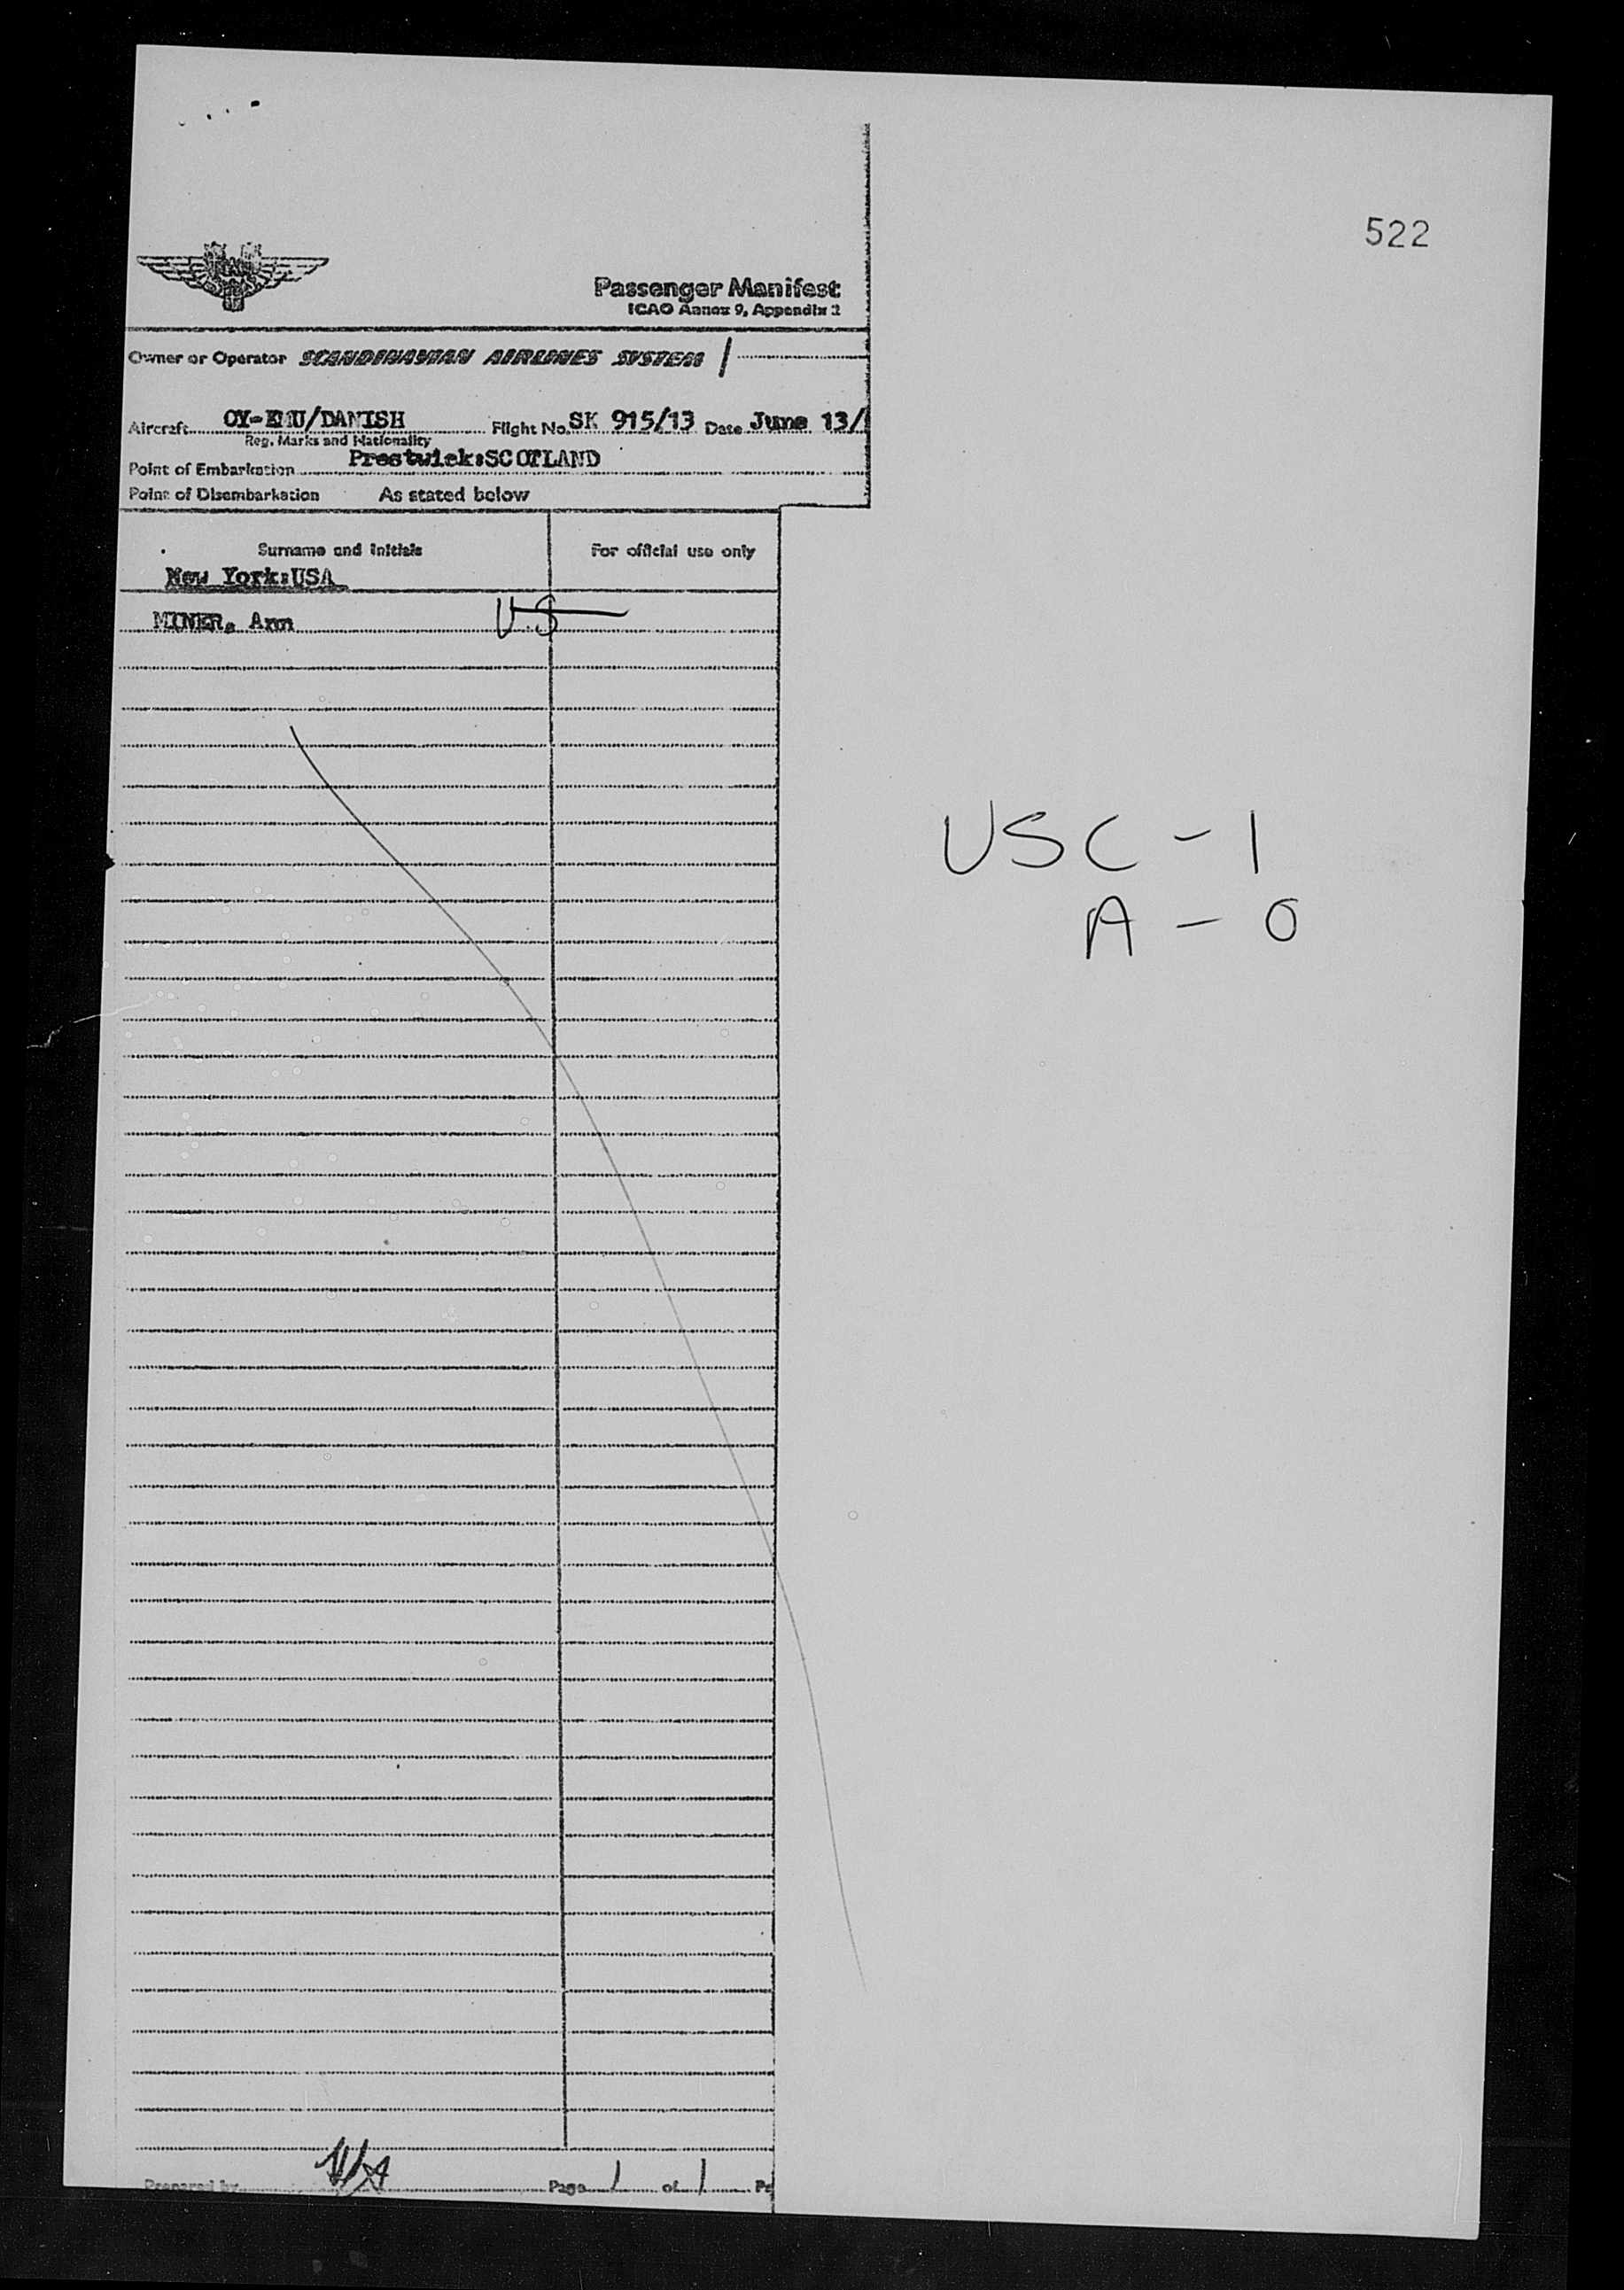 522
Passenger Manifest
ICAO Annex 9, Appendix 2
Owner or Operator SCANDINAVIAN AIRLINES SYSTEM
Aircraft OY- /DANISH Flight No. SK 915/13 Date June 13/
Reg. Marks and Nationality
Point of Embarkation Prestwick:SCOTLAND
Point of Disembarkation As stated below
Surname and initials For official use only
New York:USA
MINER, Ann U.S
USC - 1
A - 0
Prepared by Page 1 of 1 Pa